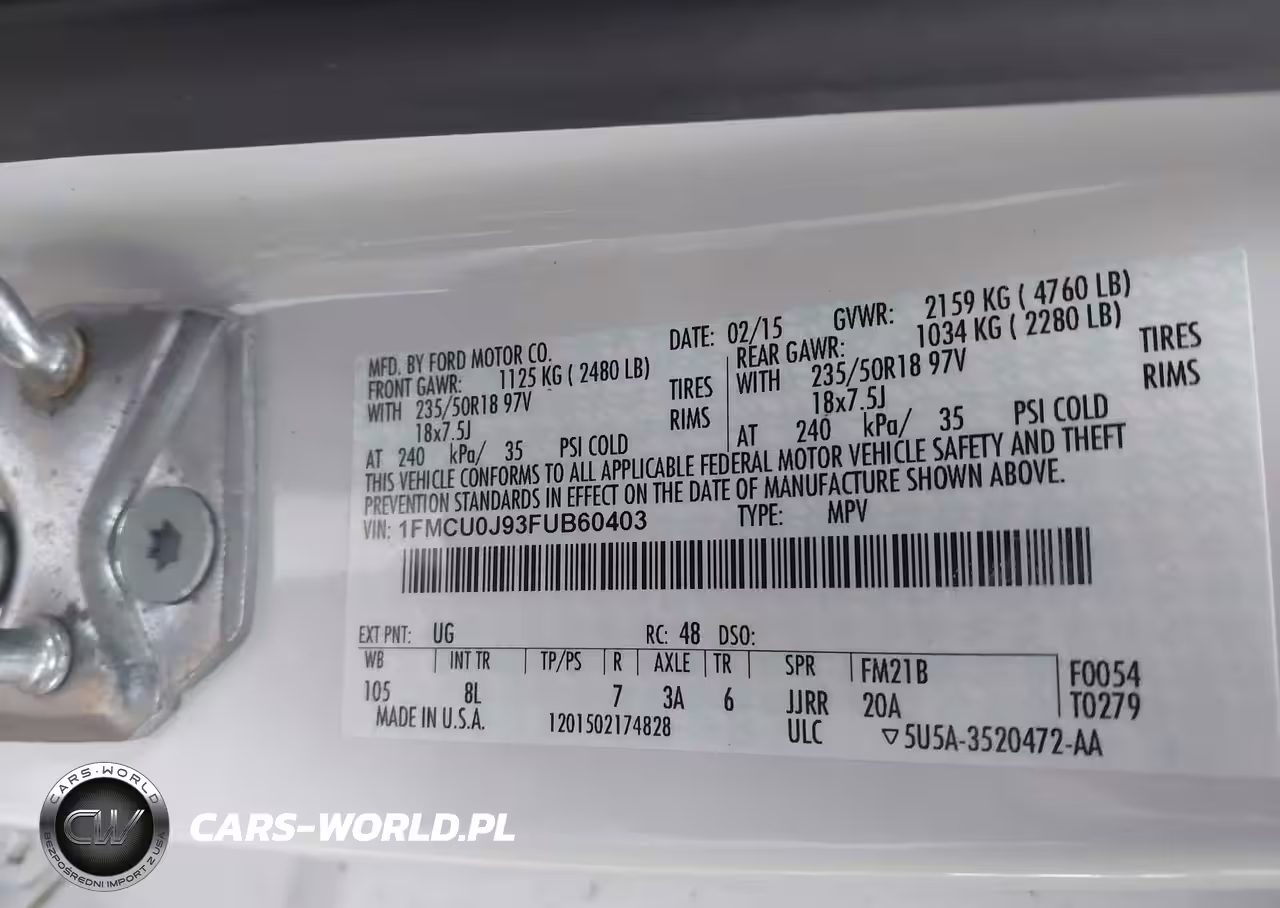 MFD. BY FORD MOTOR CO. DATE: 02/15 GVWR: 2159 KG ( 4760 LB)
FRONT GAWR: 1125 KG ( 2480 LB) REAR GAWR: 1034 KG ( 2280 LB)
WITH 235/50R18 97V TIRES WITH 235/50R18 97V TIRES
18x7.5J RIMS 18x7.5J RIMS
AT 240 kPa/ 35 PSI COLD AT 240 kPa/ 35 PSI COLD
THIS VEHICLE CONFORMS TO ALL APPLICABLE FEDERAL MOTOR VEHICLE SAFETY AND THEFT
PREVENTION STANDARDS IN EFFECT ON THE DATE OF MANUFACTURE SHOWN ABOVE.
VIN: 1FMCU0J93FUB60403 TYPE: MPV
EXT PNT: UG RC: 48 DSO:
WB INT TR TP/PS R AXLE TR SPR FM21B F0054
105 8L 7 3A 6 JJRR 20A T0279
MADE IN U.S.A. 1201502174828 ULC ▽5U5A-3520472-AA
CARS-WORLD
CW
BEZPOŚREDNI IMPORT Z USA
CARS-WORLD.PL